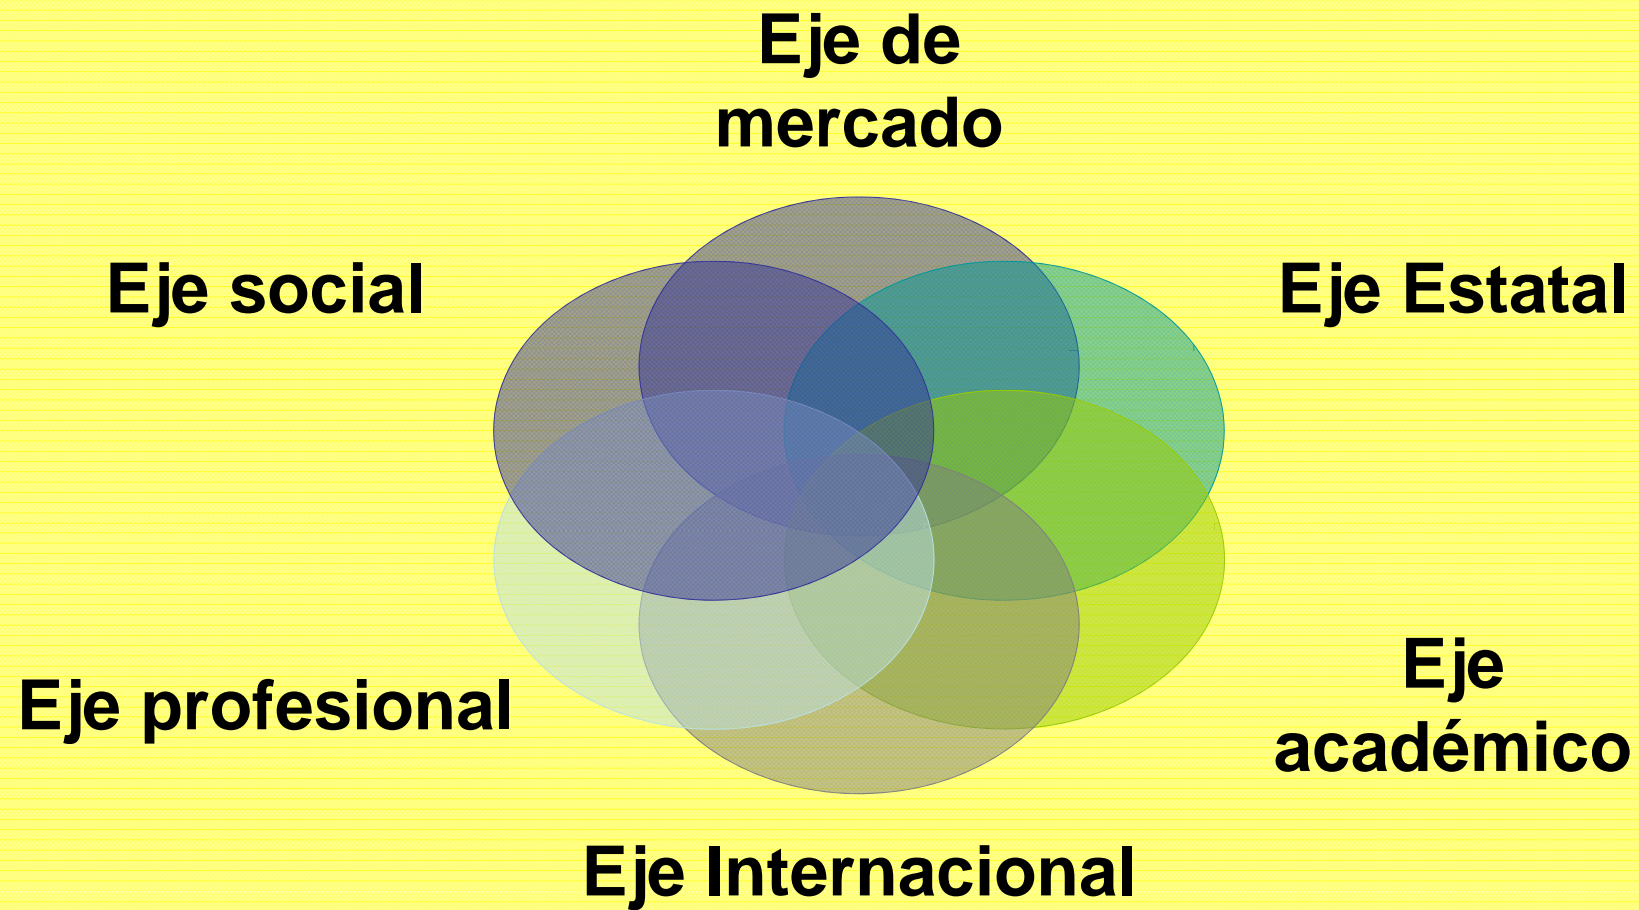 Eje de
mercado
Eje social
Eje Estatal
Eje profesional
Eje
académico
Eje Internacional